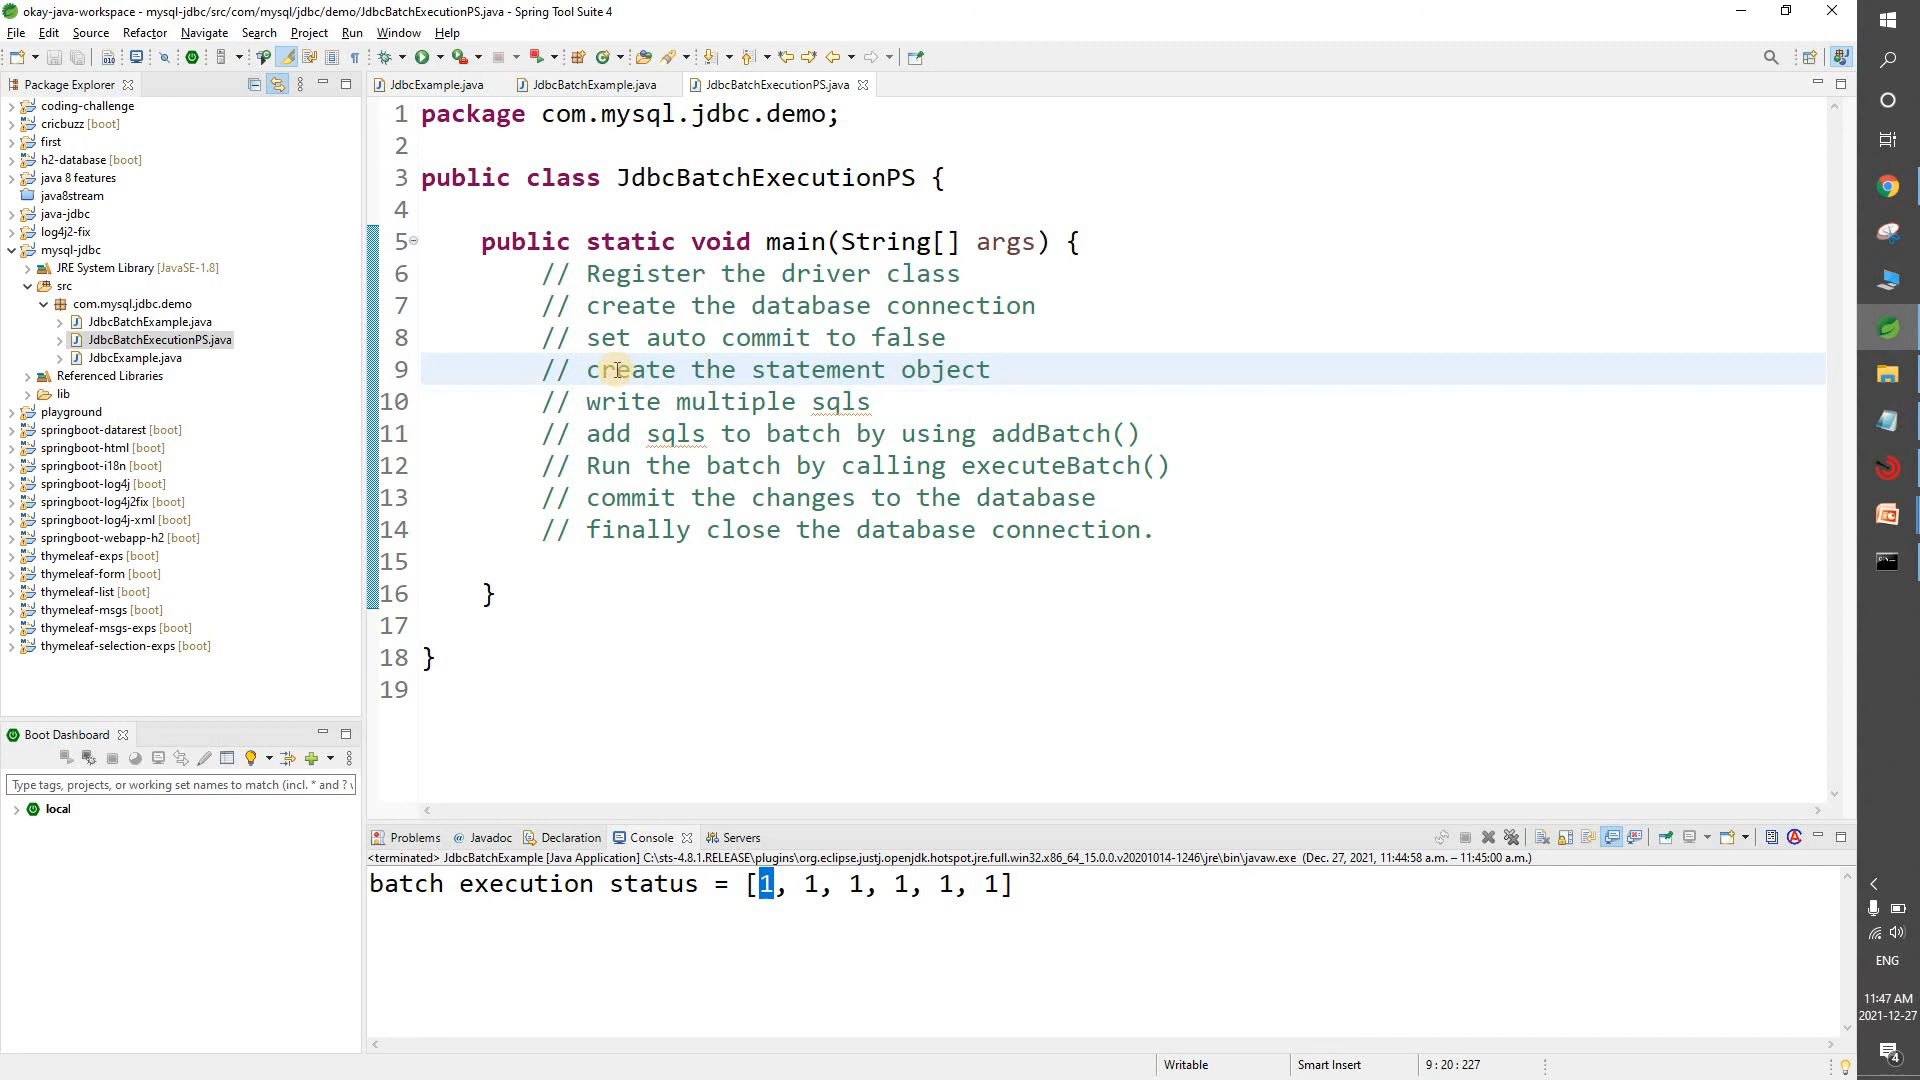 okay-java-workspace - mysql-jdbc/src/com/mysql/jdbc/demo/JdbcBatchExecutionPS.java - Spring Tool Suite 4
File Edit Source Refactor Navigate Search Project Run Window Help
Package Explorer
coding-challenge
cricbuzz [boot]
first
h2-database [boot]
java 8 features
java8stream
java-jdbc
log4j2-fix
mysql-jdbc
JRE System Library [JavaSE-1.8]
src
com.mysql.jdbc.demo
JdbcBatchExample.java
JdbcBatchExecutionPS.java
JdbcExample.java
Referenced Libraries
lib
playground
springboot-datarest [boot]
springboot-html [boot]
springboot-i18n [boot]
springboot-log4j [boot]
springboot-log4j2fix [boot]
springboot-log4j-xml [boot]
springboot-webapp-h2 [boot]
thymeleaf-exps [boot]
thymeleaf-form [boot]
thymeleaf-list [boot]
thymeleaf-msgs [boot]
thymeleaf-msgs-exps [boot]
thymeleaf-selection-exps [boot]
Boot Dashboard
Type tags, projects, or working set names to match (incl. * and ? \
local
JdbcExample.java JdbcBatchExample.java JdbcBatchExecutionPS.java
1 package com.mysql.jdbc.demo;
2
3 public class JdbcBatchExecutionPS {
4
5 public static void main(String[] args) {
6 // Register the driver class
7 // create the database connection
8 // set auto commit to false
9 // create the statement object
10 // write multiple sqls
11 // add sqls to batch by using addBatch()
12 // Run the batch by calling executeBatch()
13 // commit the changes to the database
14 // finally close the database connection.
15
16 }
17
18 }
19
Problems Javadoc Declaration Console Servers
<terminated> JdbcBatchExample [Java Application] C:\sts-4.8.1.RELEASE\plugins\org.eclipse.justj.openjdk.hotspot.jre.full.win32.x86_64_15.0.0.v20201014-1246\jre\bin\javaw.exe (Dec. 27, 2021, 11:44:58 a.m. – 11:45:00 a.m.)
batch execution status = [1, 1, 1, 1, 1, 1]
Writable Smart Insert 9 : 20 : 227
ENG
11:47 AM
2021-12-27
4